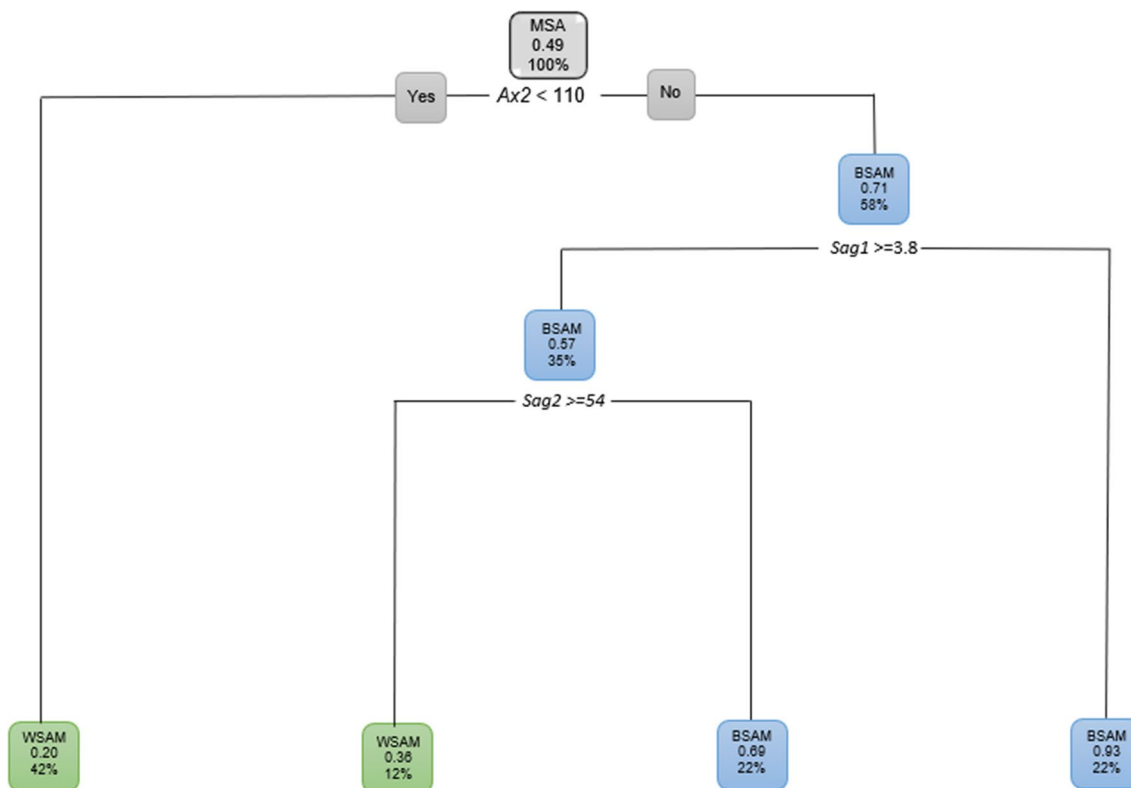 MSA
0.49
100%
Yes
Ax2 < 110
No
BSAM
0.71
58%
Sag1 >=3.8
BSAM
0.57
35%
Sag2 >=54
WSAM
0.20
42%
WSAM
0.36
12%
BSAM
0.69
22%
BSAM
0.93
22%